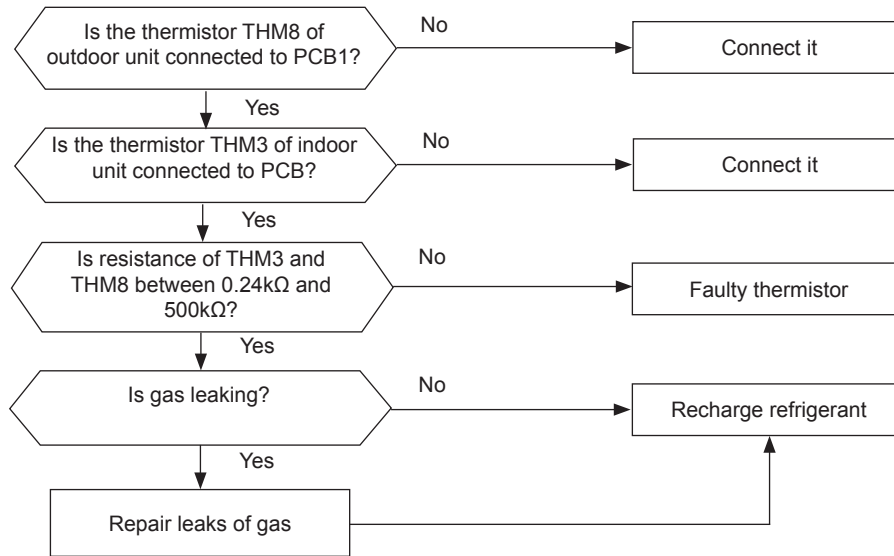 Is the thermistor THM8 of
outdoor unit connected to PCB1?
No
Connect it
Yes
Is the thermistor THM3 of indoor
unit connected to PCB?
No
Connect it
Yes
Is resistance of THM3 and
THM8 between 0.24kΩ and
500kΩ?
No
Faulty thermistor
Yes
Is gas leaking?
No
Recharge refrigerant
Yes
Repair leaks of gas